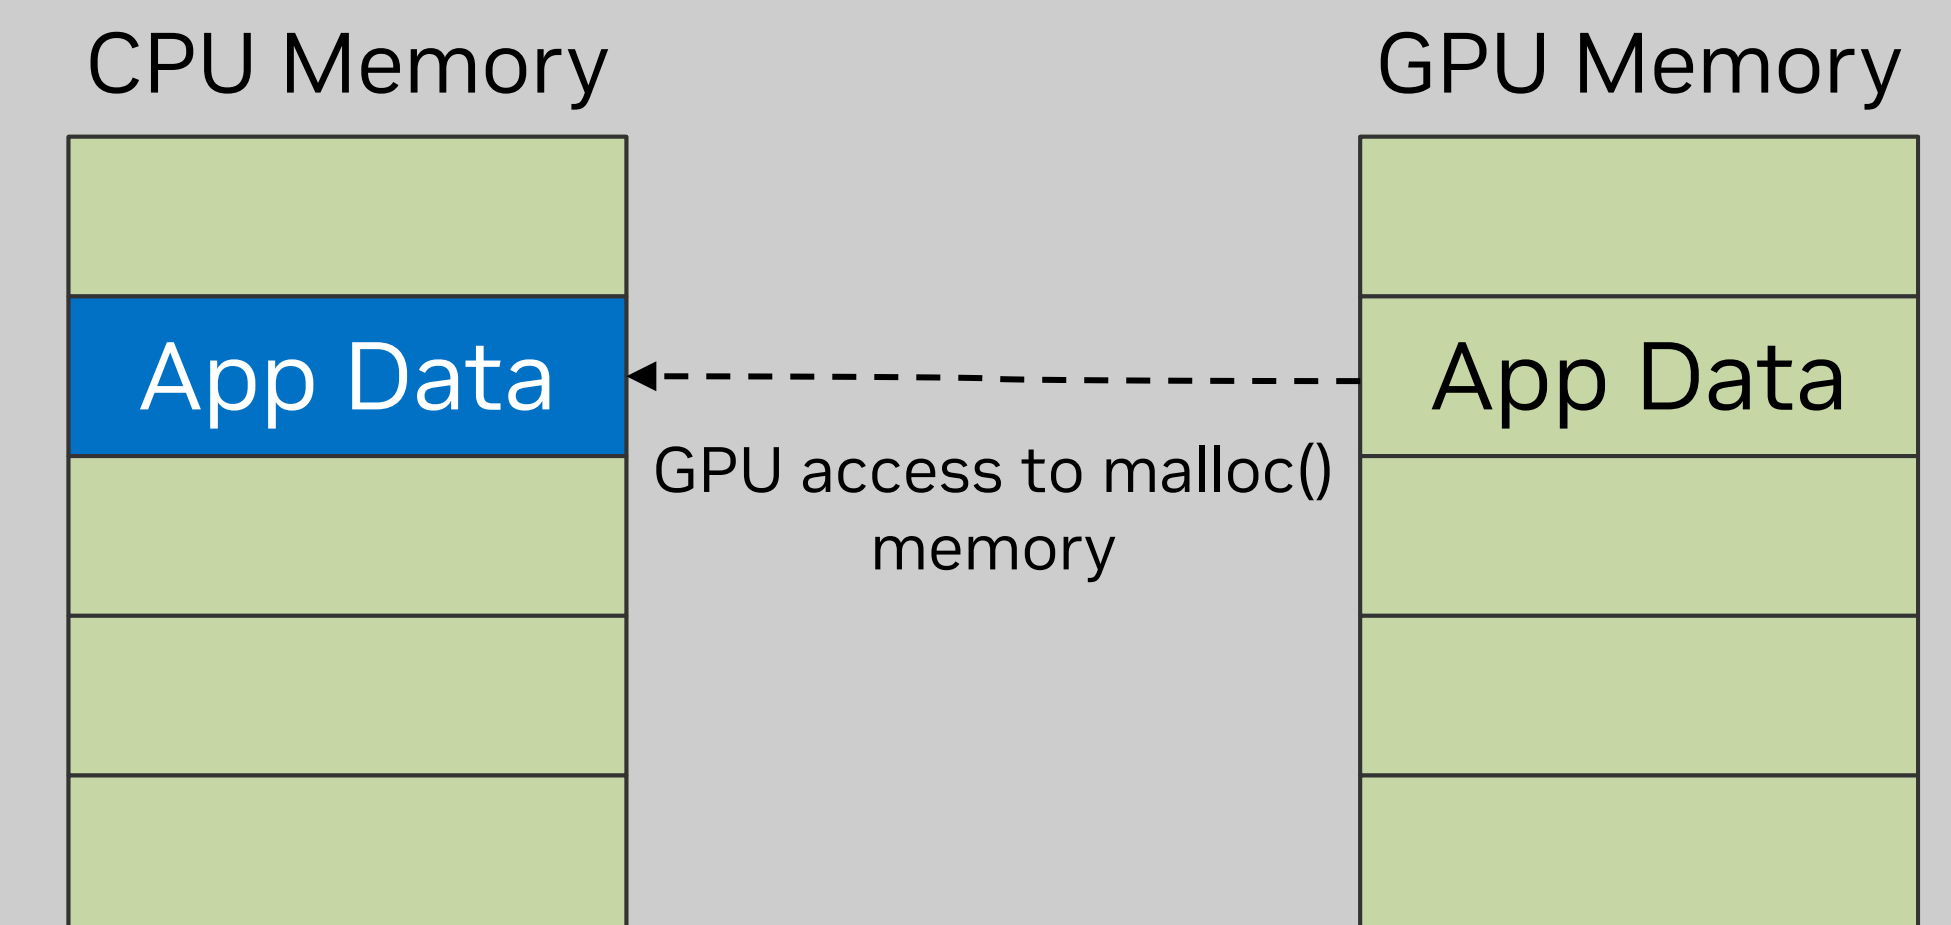 CPU Memory
GPU Memory
App Data
App Data
GPU access to malloc()
memory